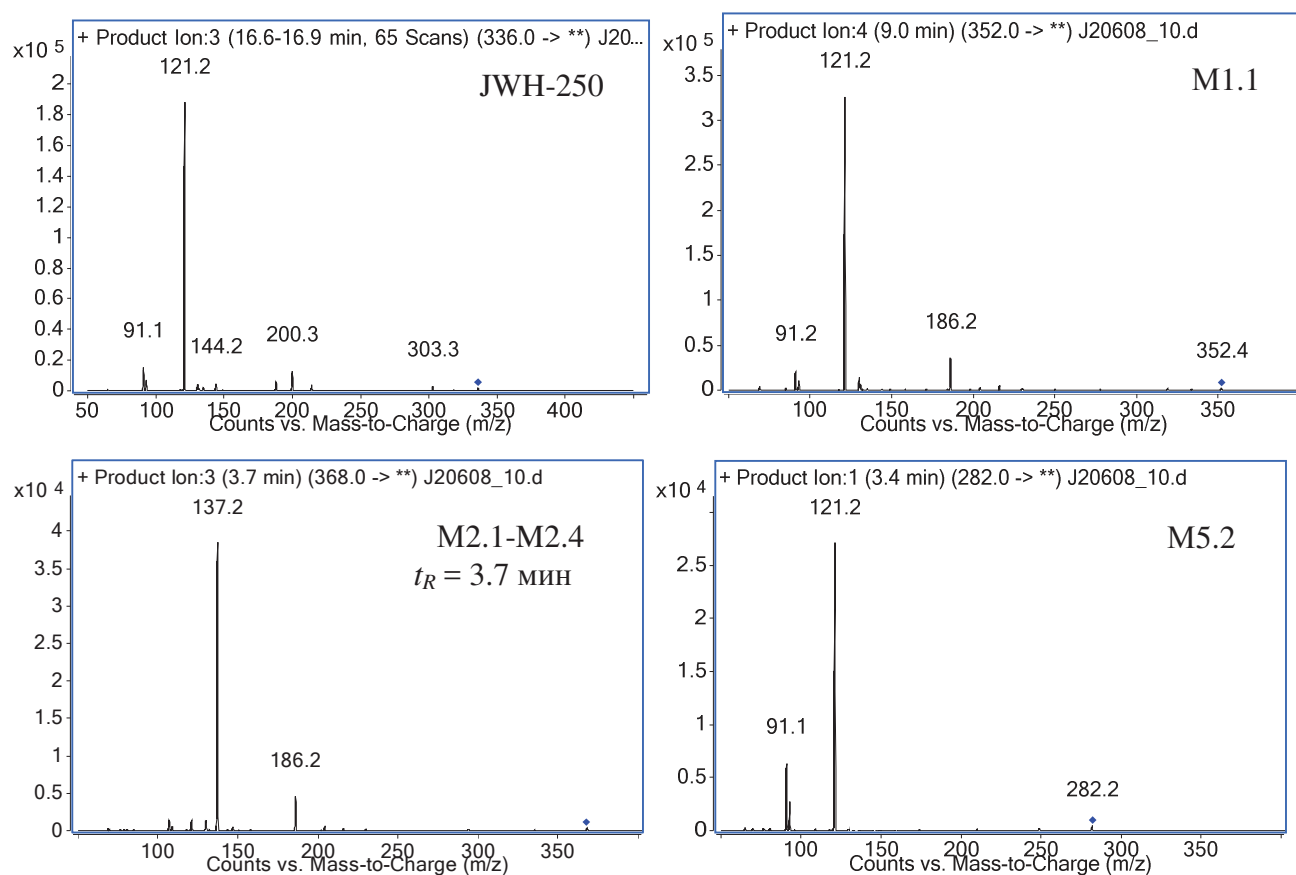 + Product Ion:3 (16.6-16.9 min, 65 Scans) (336.0 -> **) J20...
x10 5
121.2
JWH-250
2
1.8
1.6
1.4
1.2
1
0.8
0.6
0.4
91.1
144.2
200.3
303.3
0.2
0
50 100 150 200 250 300 350 400
Counts vs. Mass-to-Charge (m/z)
+ Product Ion:4 (9.0 min) (352.0 -> **) J20608_10.d
x10 5
121.2
M1.1
3.5
3
2.5
2
1.5
1
91.2
186.2
352.4
0.5
0
100 150 200 250 300 350
Counts vs. Mass-to-Charge (m/z)
+ Product Ion:3 (3.7 min) (368.0 -> **) J20608_10.d
x10 4
137.2
M2.1-M2.4
tR = 3.7 мин
4
3.5
3
2.5
2
1.5
1
186.2
0.5
0
100 150 200 250 300 350
Counts vs. Mass-to-Charge (m/z)
+ Product Ion:1 (3.4 min) (282.0 -> **) J20608_10.d
x10 4
121.2
M5.2
2.5
2
1.5
1
91.1
0.5
282.2
0
100 150 200 250 300 350
Counts vs. Mass-to-Charge (m/z)